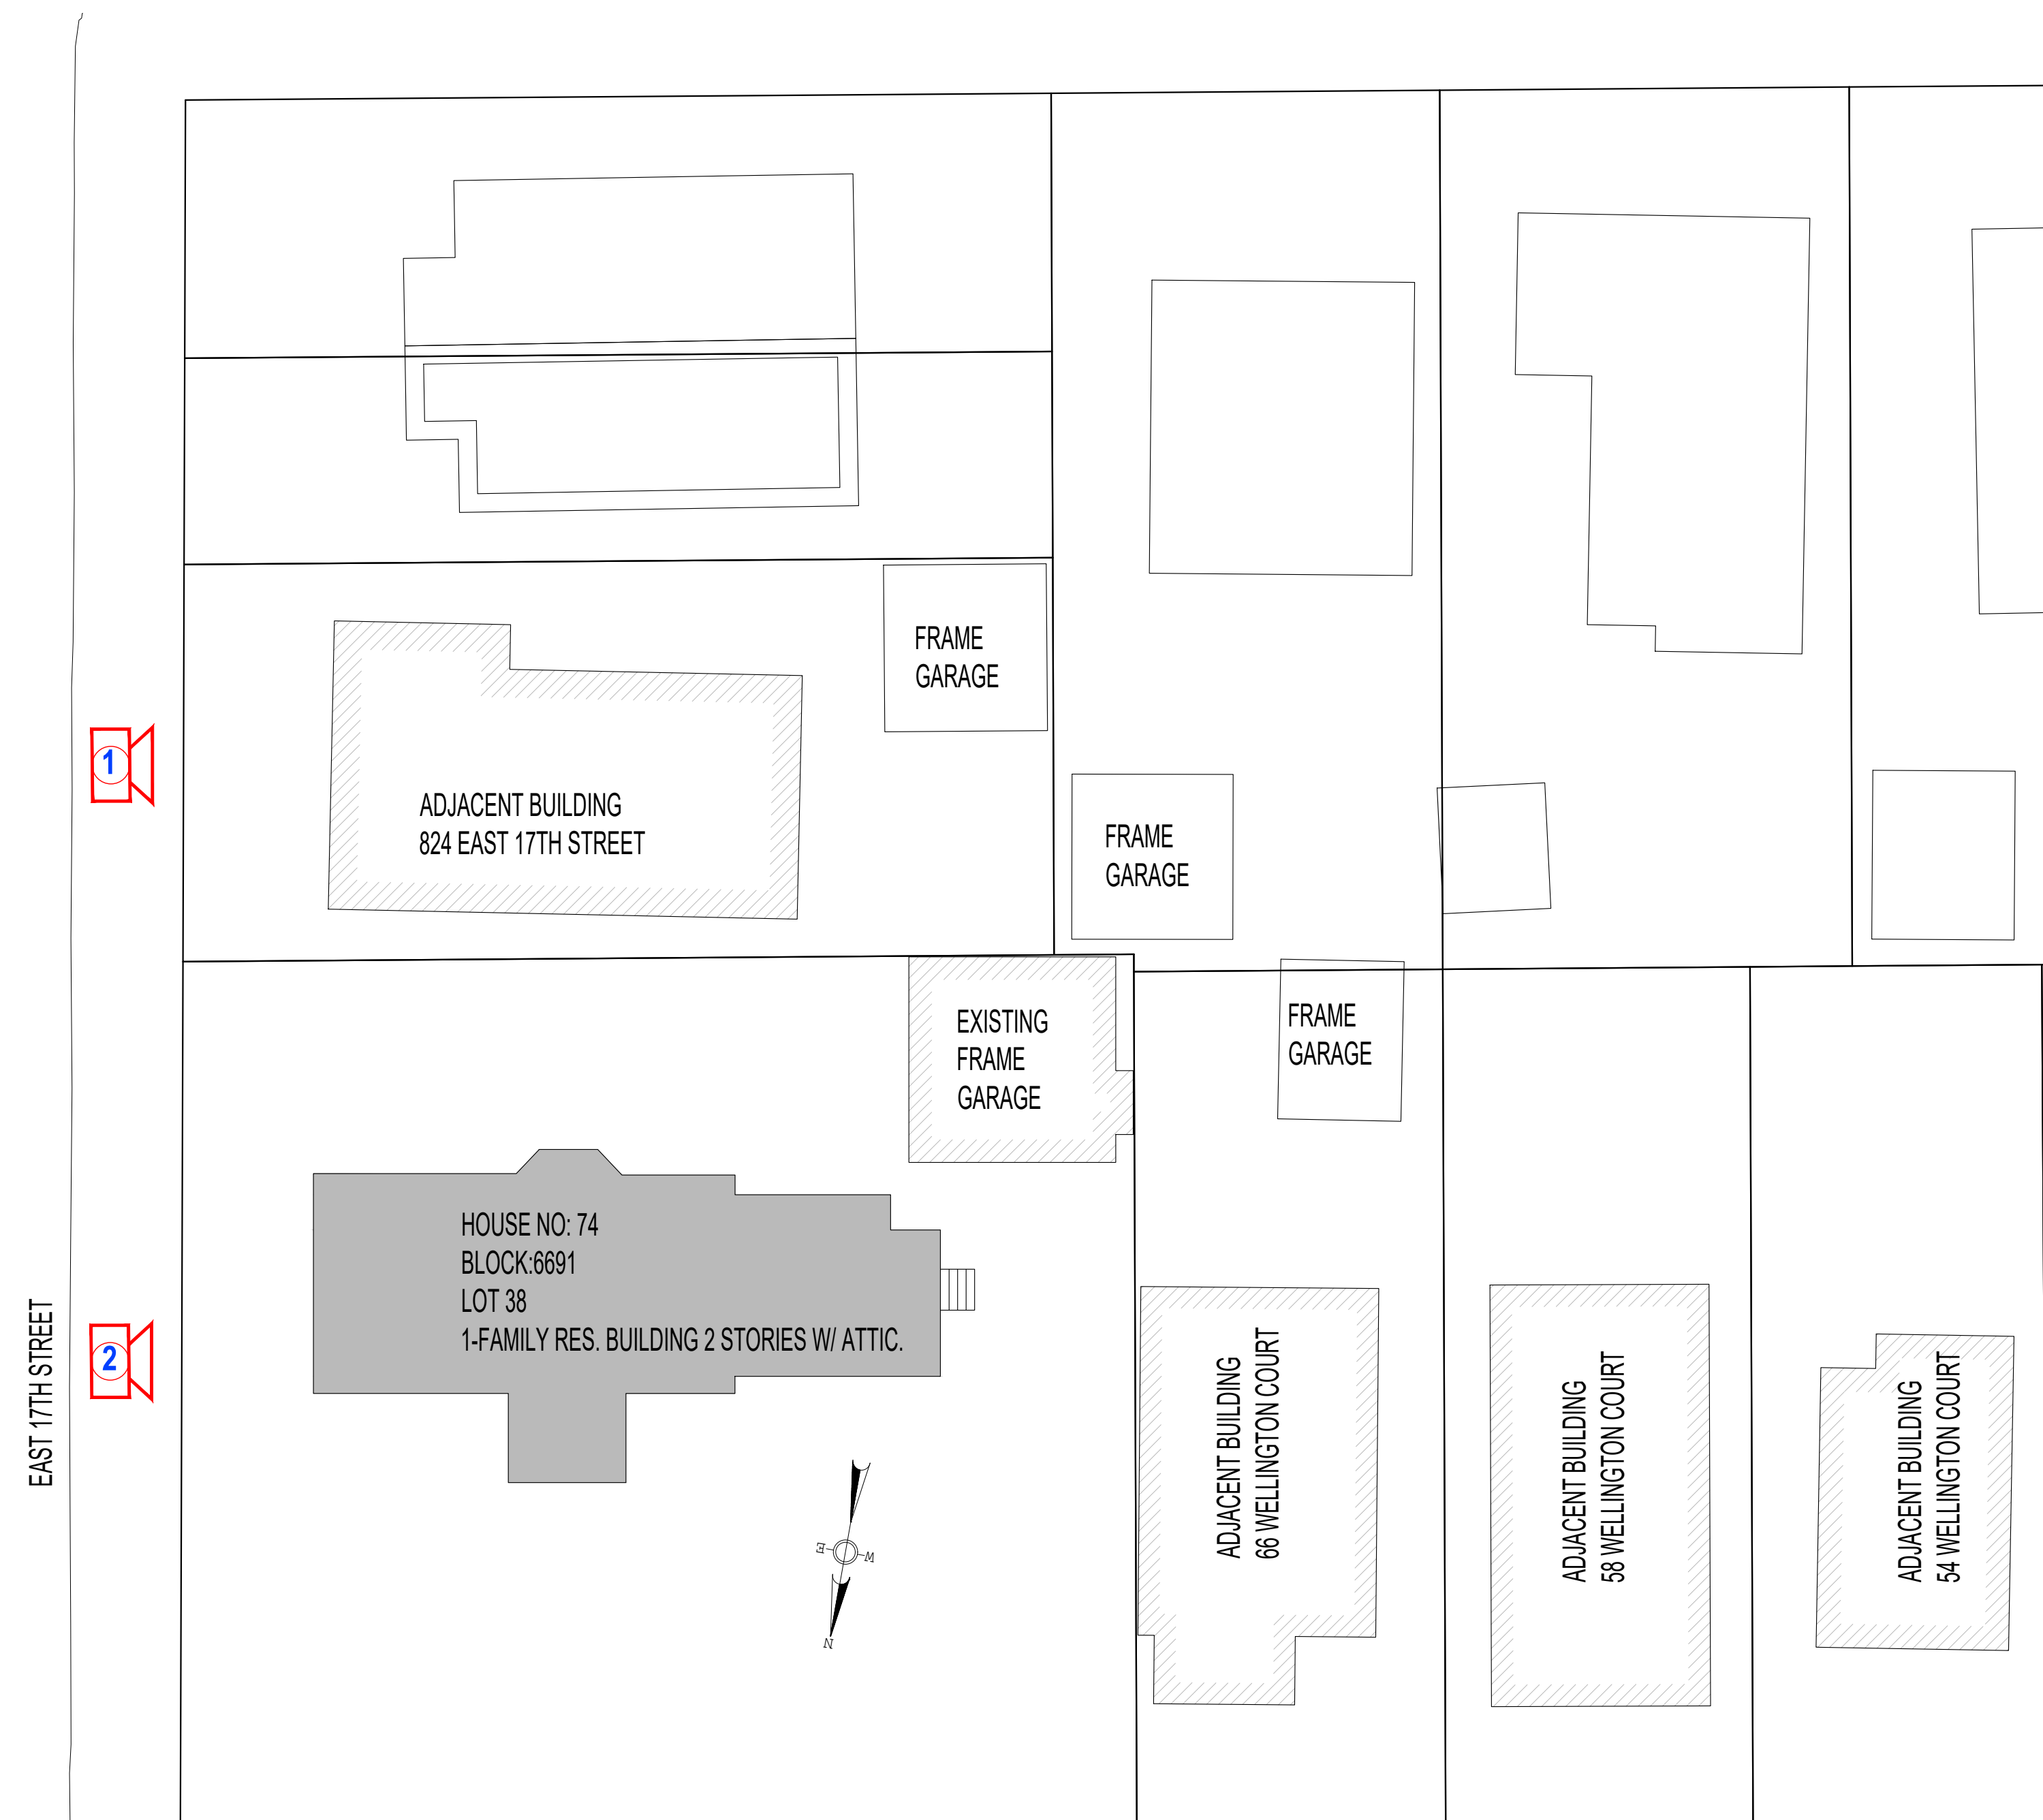 FRAME
GARAGE
1
ADJACENT BUILDING
824 EAST 17TH STREET
FRAME
GARAGE
EXISTING
FRAME
GARAGE
FRAME
GARAGE
HOUSE NO: 74
BLOCK:6691
LOT 38
1-FAMILY RES. BUILDING 2 STORIES W/ ATTIC.
EAST 17TH STREET
2
ADJACENT BUILDING
66 WELLINGTON COURT
ADJACENT BUILDING
58 WELLINGTON COURT
ADJACENT BUILDING
54 WELLINGTON COURT
E
W
N